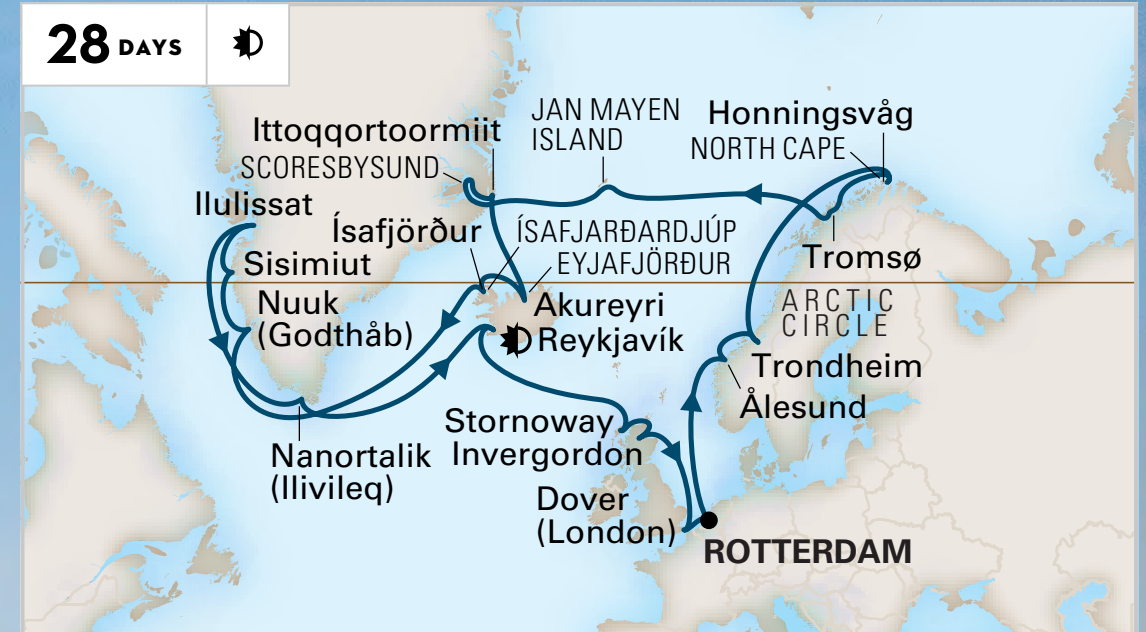 28 DAYS
JAN MAYEN
ISLAND
Honningsvåg
NORTH CAPE
Ittoqqortoormiit
SCORESBYSUND
Ilulissat
Ísafjörður
ÍSAFJARÐARDJÚP
EYJAFJÖRÐUR
Tromsø
Sisimiut
Nuuk
(Godthåb)
Akureyri
Reykjavík
ARCTIC
CIRCLE
Trondheim
Ålesund
Stornoway
Invergordon
Nanortalik
(Ilivileq)
Dover
(London)
ROTTERDAM